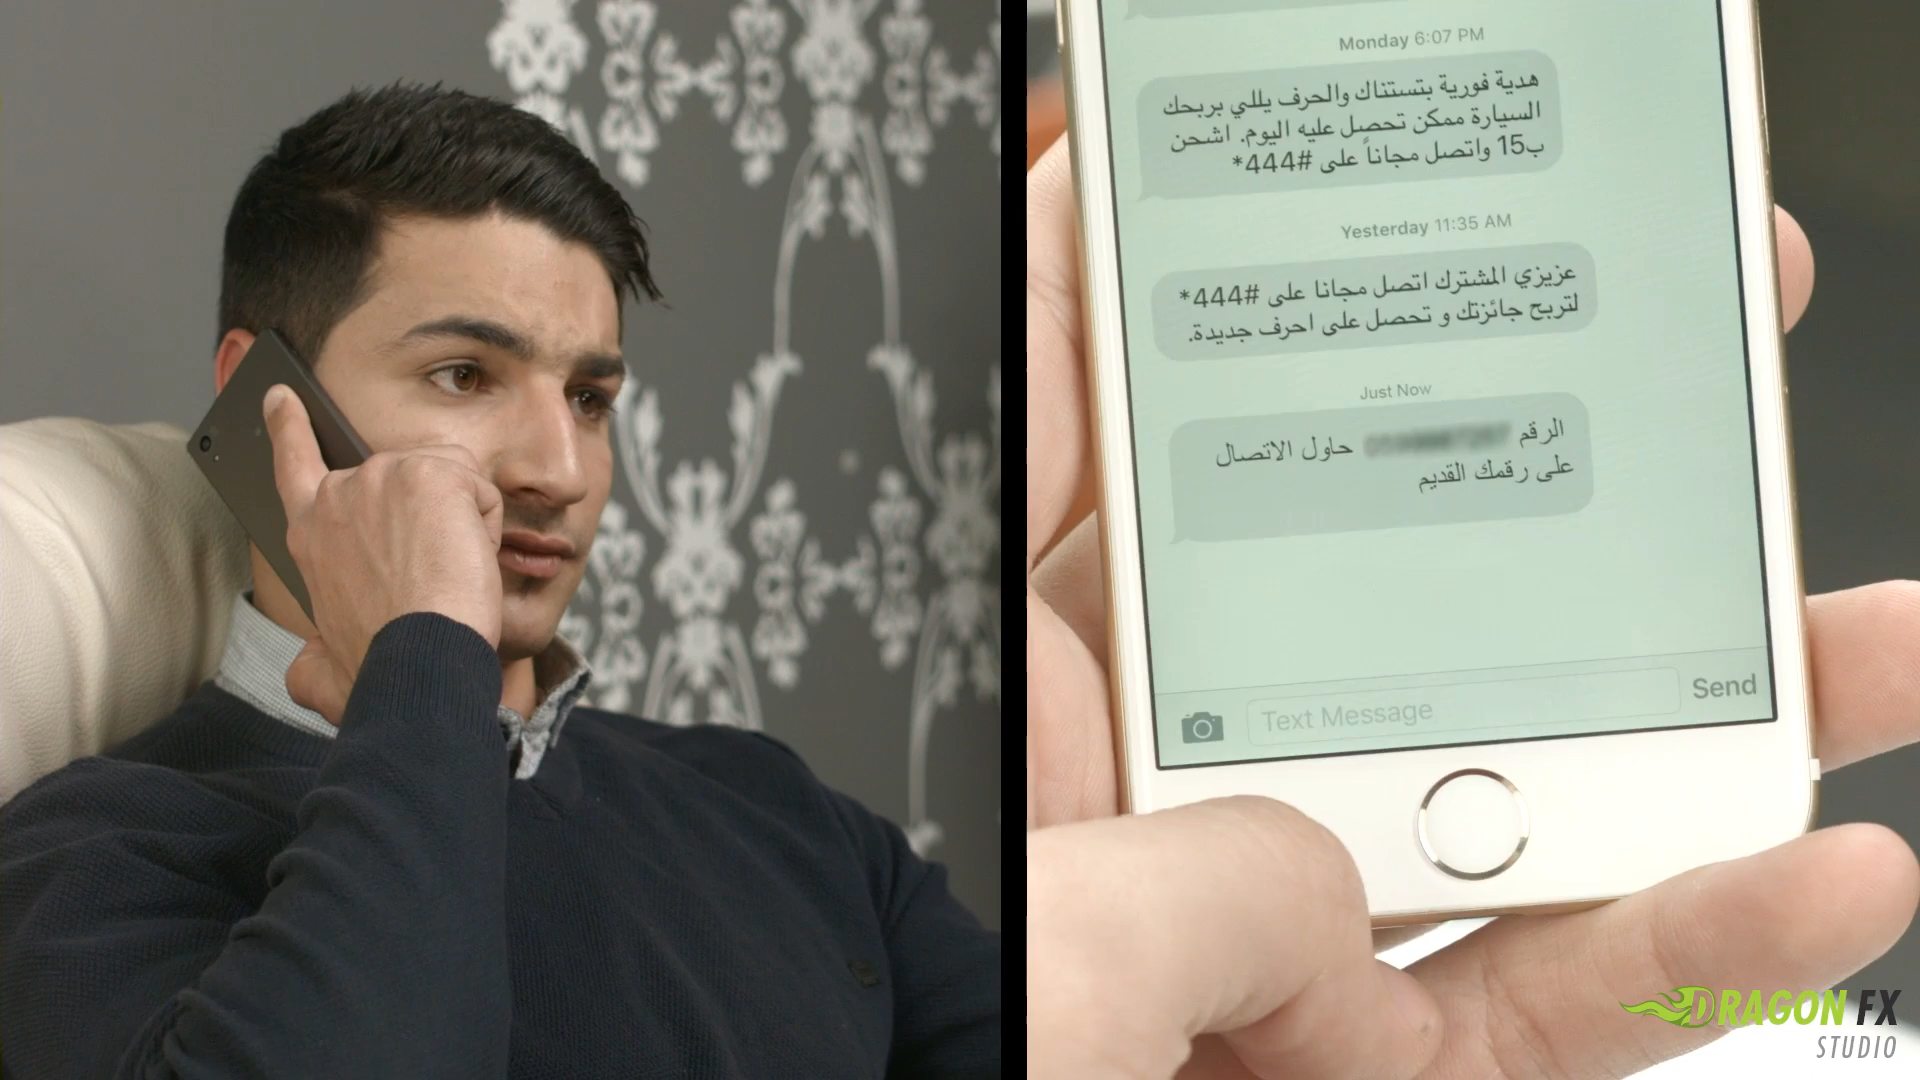 Monday 6:07 PM
هدية فورية بتستناك والحرف يللي بربحك
السيارة ممكن تحصل عليه اليوم. اشحن
ب15 واتصل مجاناً على #444*
Yesterday 11:35 AM
عزيزي المشترك اتصل مجانا على #444*
لتربح جائزتك و تحصل على احرف جديدة.
Just Now
الرقم حاول الاتصال
على رقمك القديم
Text Message
Send
DRAGON FX
STUDIO